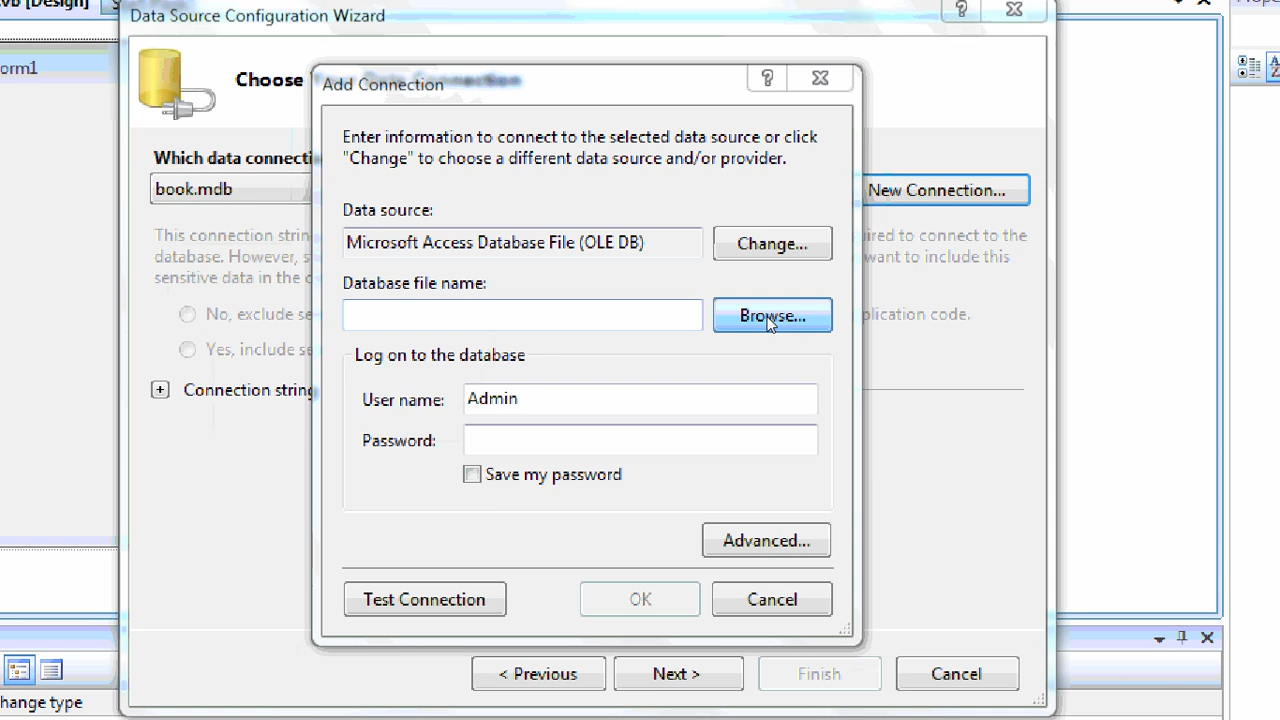 .vb [Design]
Data Source Configuration Wizard
orm1
Choose
Add Connection
Enter information to connect to the selected data source or click
"Change" to choose a different data source and/or provider.
Which data connecti
book.mdb
New Connection...
Data source:
Microsoft Access Database File (OLE DB)
Change...
This connection strin
ired to connect to the
database. However, s
want to include this
sensitive data in the c
Database file name:
Browse...
No, exclude se
plication code.
Yes, include se
Log on to the database
Connection string
User name:
Admin
Password:
Save my password
Advanced...
Test Connection
OK
Cancel
< Previous
Next >
Finish
Cancel
hange type